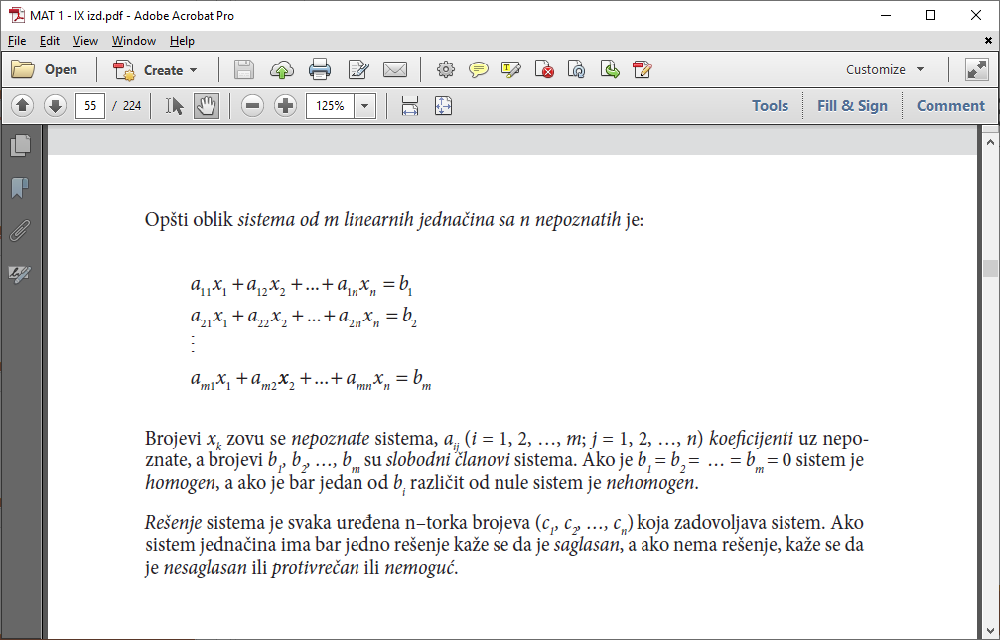 MAT 1 - IX izd.pdf - Adobe Acrobat Pro
File Edit View Window Help
Open Create Customize
55 / 224 125% Tools Fill & Sign Comment
Opšti oblik sistema od m linearnih jednačina sa n nepoznatih je:
a₁₁x₁ + a₁₂x₂ + ... + a₁ₙxₙ = b₁
a₂₁x₁ + a₂₂x₂ + ... + a₂ₙxₙ = b₂
⋮
aₘ₁x₁ + aₘ₂x₂ + ... + aₘₙxₙ = bₘ
Brojevi xₖ zovu se nepoznate sistema, aᵢⱼ (i = 1, 2, …, m; j = 1, 2, …, n) koeficijenti uz nepo-
znate, a brojevi b₁, b₂, …, bₘ su slobodni članovi sistema. Ako je b₁ = b₂ = … = bₘ = 0 sistem je
homogen, a ako je bar jedan od bᵢ različit od nule sistem je nehomogen.
Rešenje sistema je svaka uređena n–torka brojeva (c₁, c₂, …, cₙ) koja zadovoljava sistem. Ako
sistem jednačina ima bar jedno rešenje kaže se da je saglasan, a ako nema rešenje, kaže se da
je nesaglasan ili protivrečan ili nemoguć.